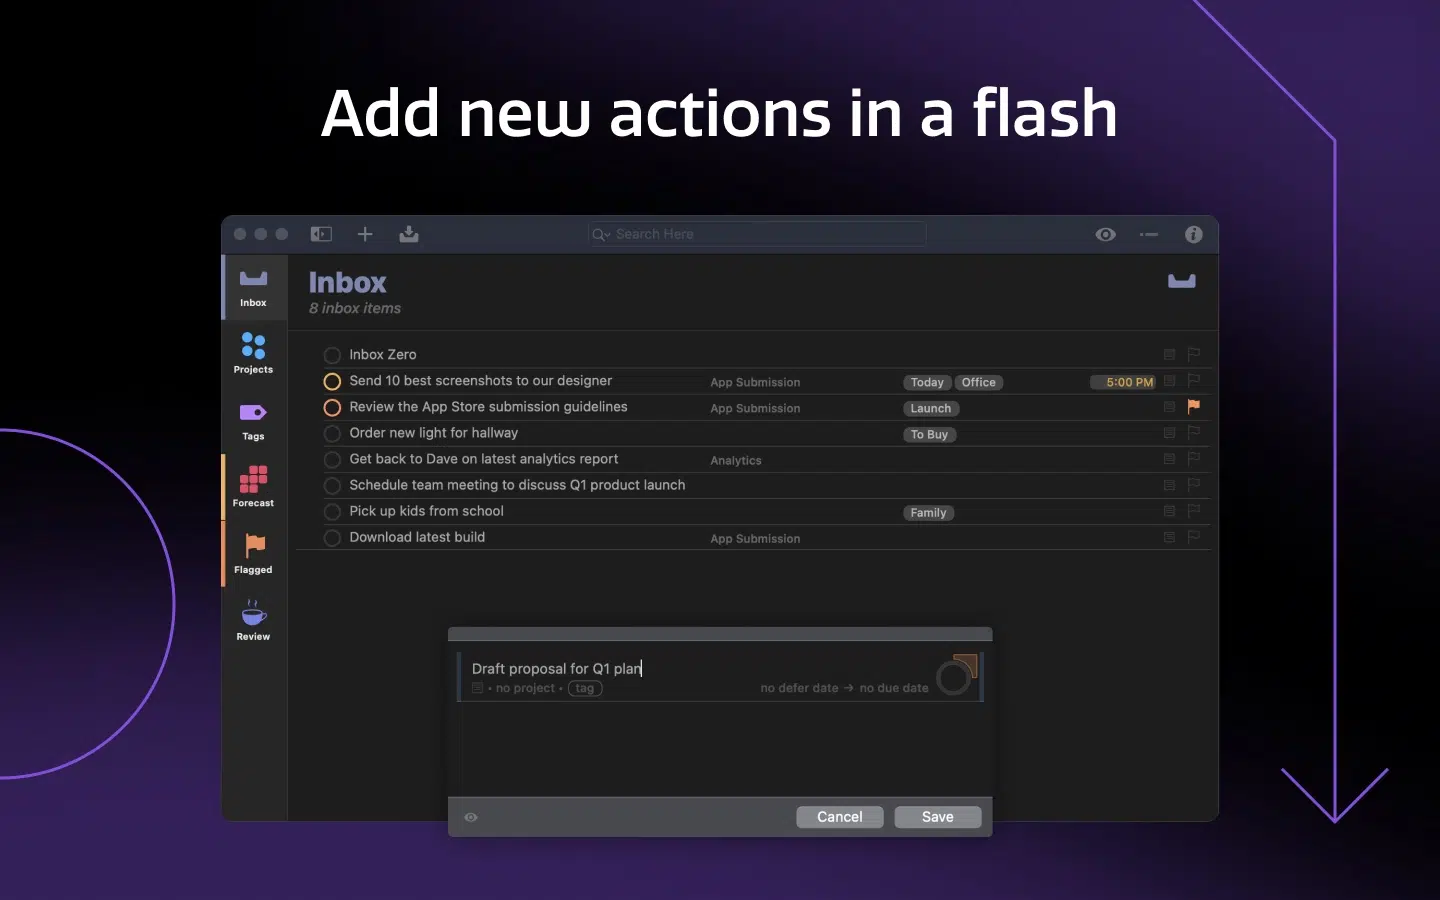 Add new actions in a flash
Search Here
Inbox
Projects
Tags
Forecast
Flagged
Review
Inbox
8 inbox items
Inbox Zero
Send 10 best screenshots to our designer App Submission Today Office 5:00 PM
Review the App Store submission guidelines App Submission Launch
Order new light for hallway To Buy
Get back to Dave on latest analytics report Analytics
Schedule team meeting to discuss Q1 product launch
Pick up kids from school Family
Download latest build App Submission
Draft proposal for Q1 plan
• no project • tag no defer date → no due date
Cancel Save